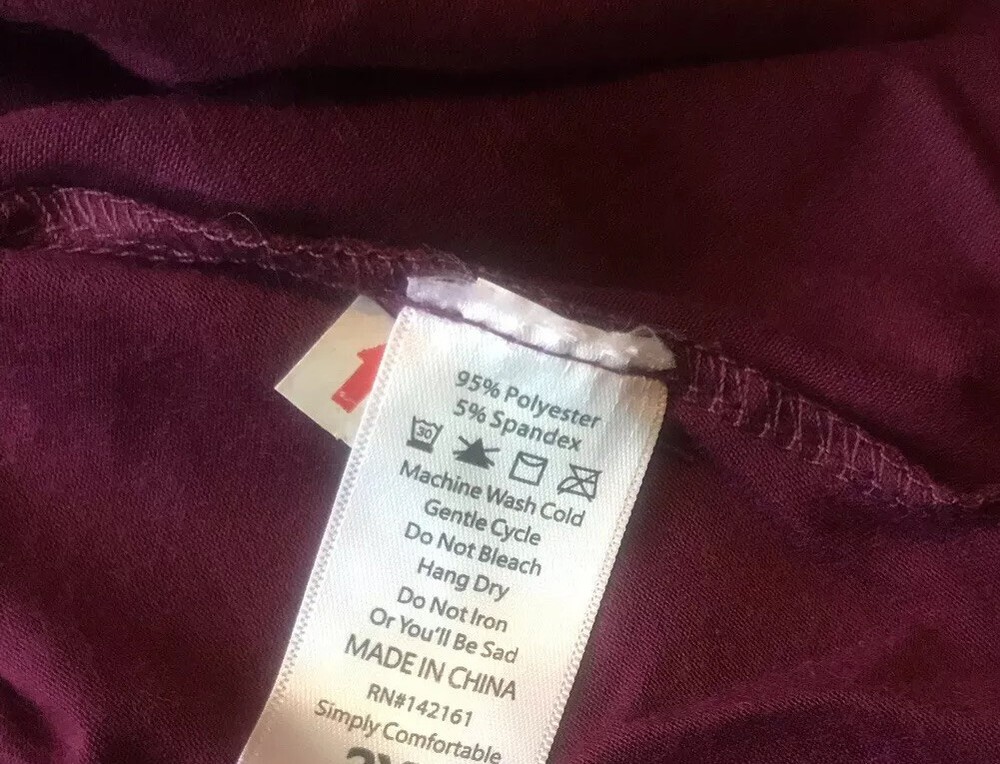 95% Polyester
5% Spandex
30
Machine Wash Cold
Gentle Cycle
Do Not Bleach
Hang Dry
Do Not Iron
Or You'll Be Sad
MADE IN CHINA
RN#142161
Simply Comfortable